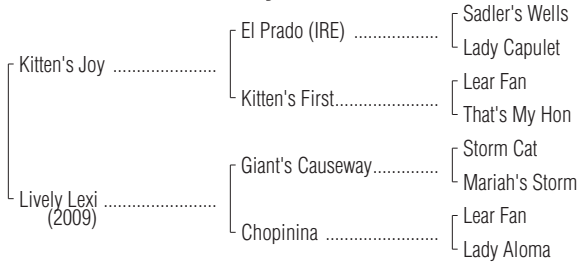 Sadler's Wells
El Prado (IRE) ..................
Lady Capulet
Kitten's Joy ......................
Lear Fan
Kitten's First......................
That's My Hon
Storm Cat
Giant's Causeway..............
Mariah's Storm
Lively Lexi ........................
(2009)
Lear Fan
Chopinina ........................
Lady Aloma